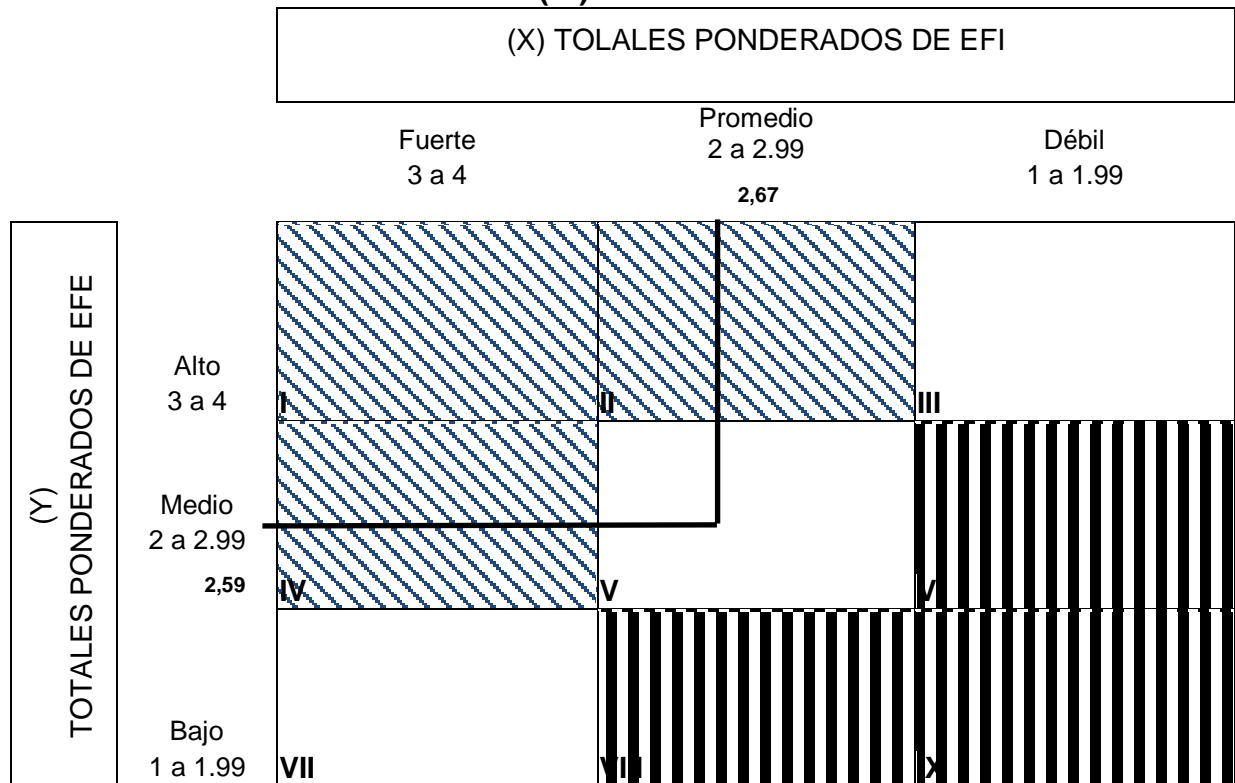 (X) TOLALES PONDERADOS DE EFI
Fuerte
3 a 4
Promedio
2 a 2.99
2,67
Débil
1 a 1.99
(Y)
TOTALES PONDERADOS DE EFE
Alto
3 a 4
I
II
III
Medio
2 a 2.99
2,59
IV
V
V
Bajo
1 a 1.99
VII
VIII
IX